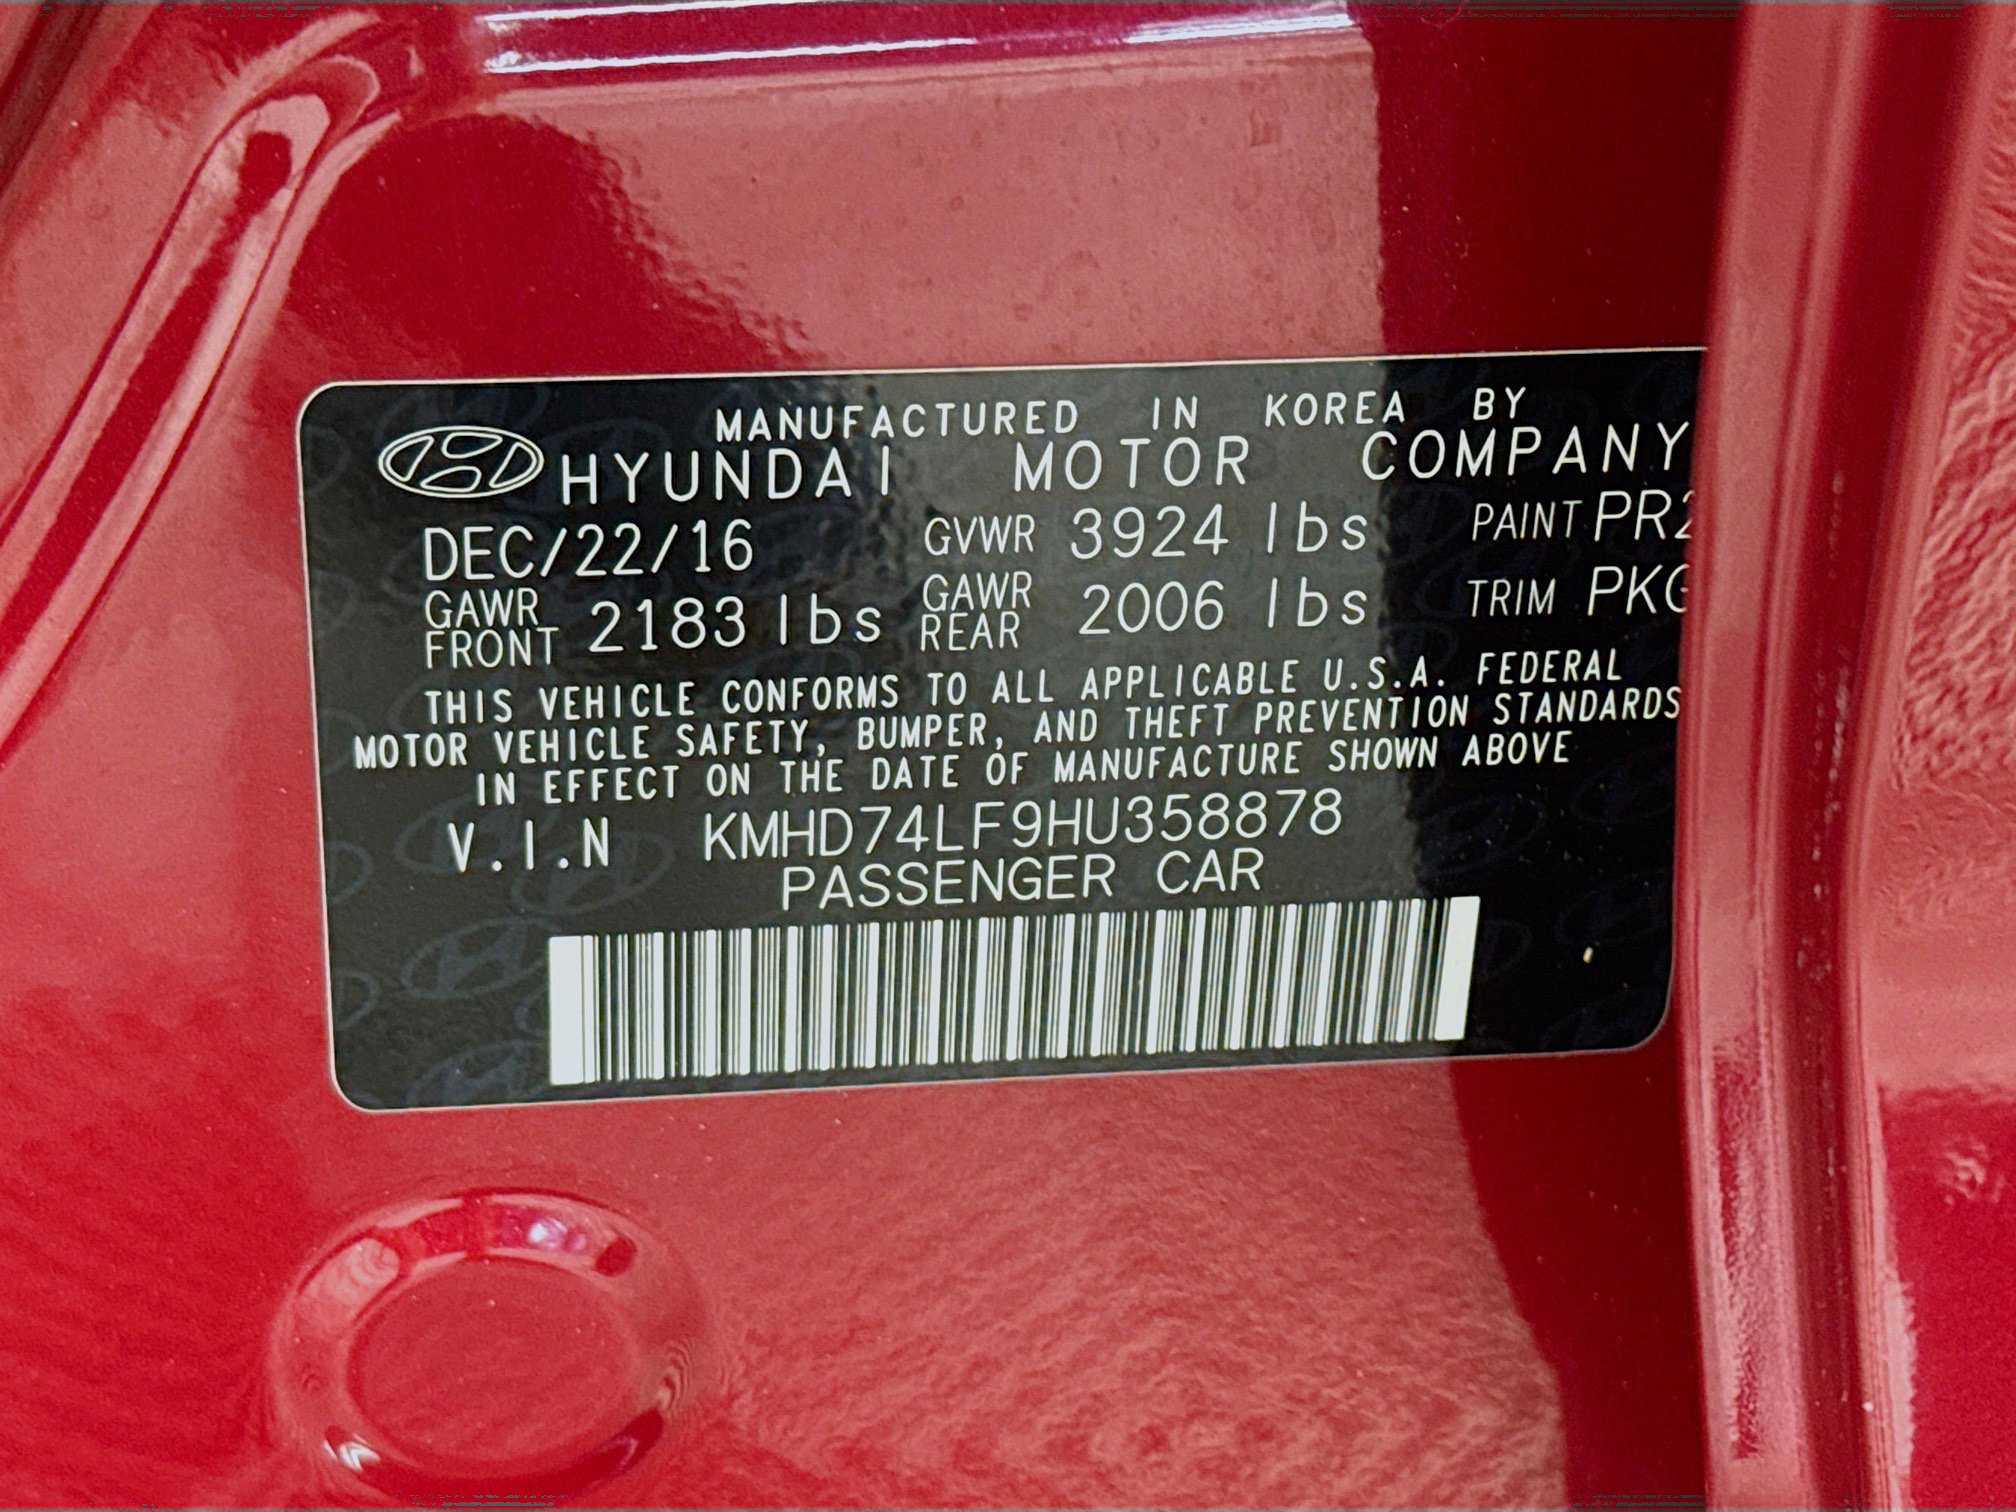 MANUFACTURED IN KOREA BY
HYUNDAI MOTOR COMPANY
DEC/22/16 GVWR 3924 lbs PAINT
GAWR FRONT 2183 lbs GAWR REAR 2006 lbs TRIM
THIS VEHICLE CONFORMS TO ALL APPLICABLE U.S.A. FEDERAL
MOTOR VEHICLE SAFETY, BUMPER, AND THEFT PREVENTION STANDARDS
IN EFFECT ON THE DATE OF MANUFACTURE SHOWN ABOVE
V.I.N KMHD74LF9HU358878
PASSENGER CAR